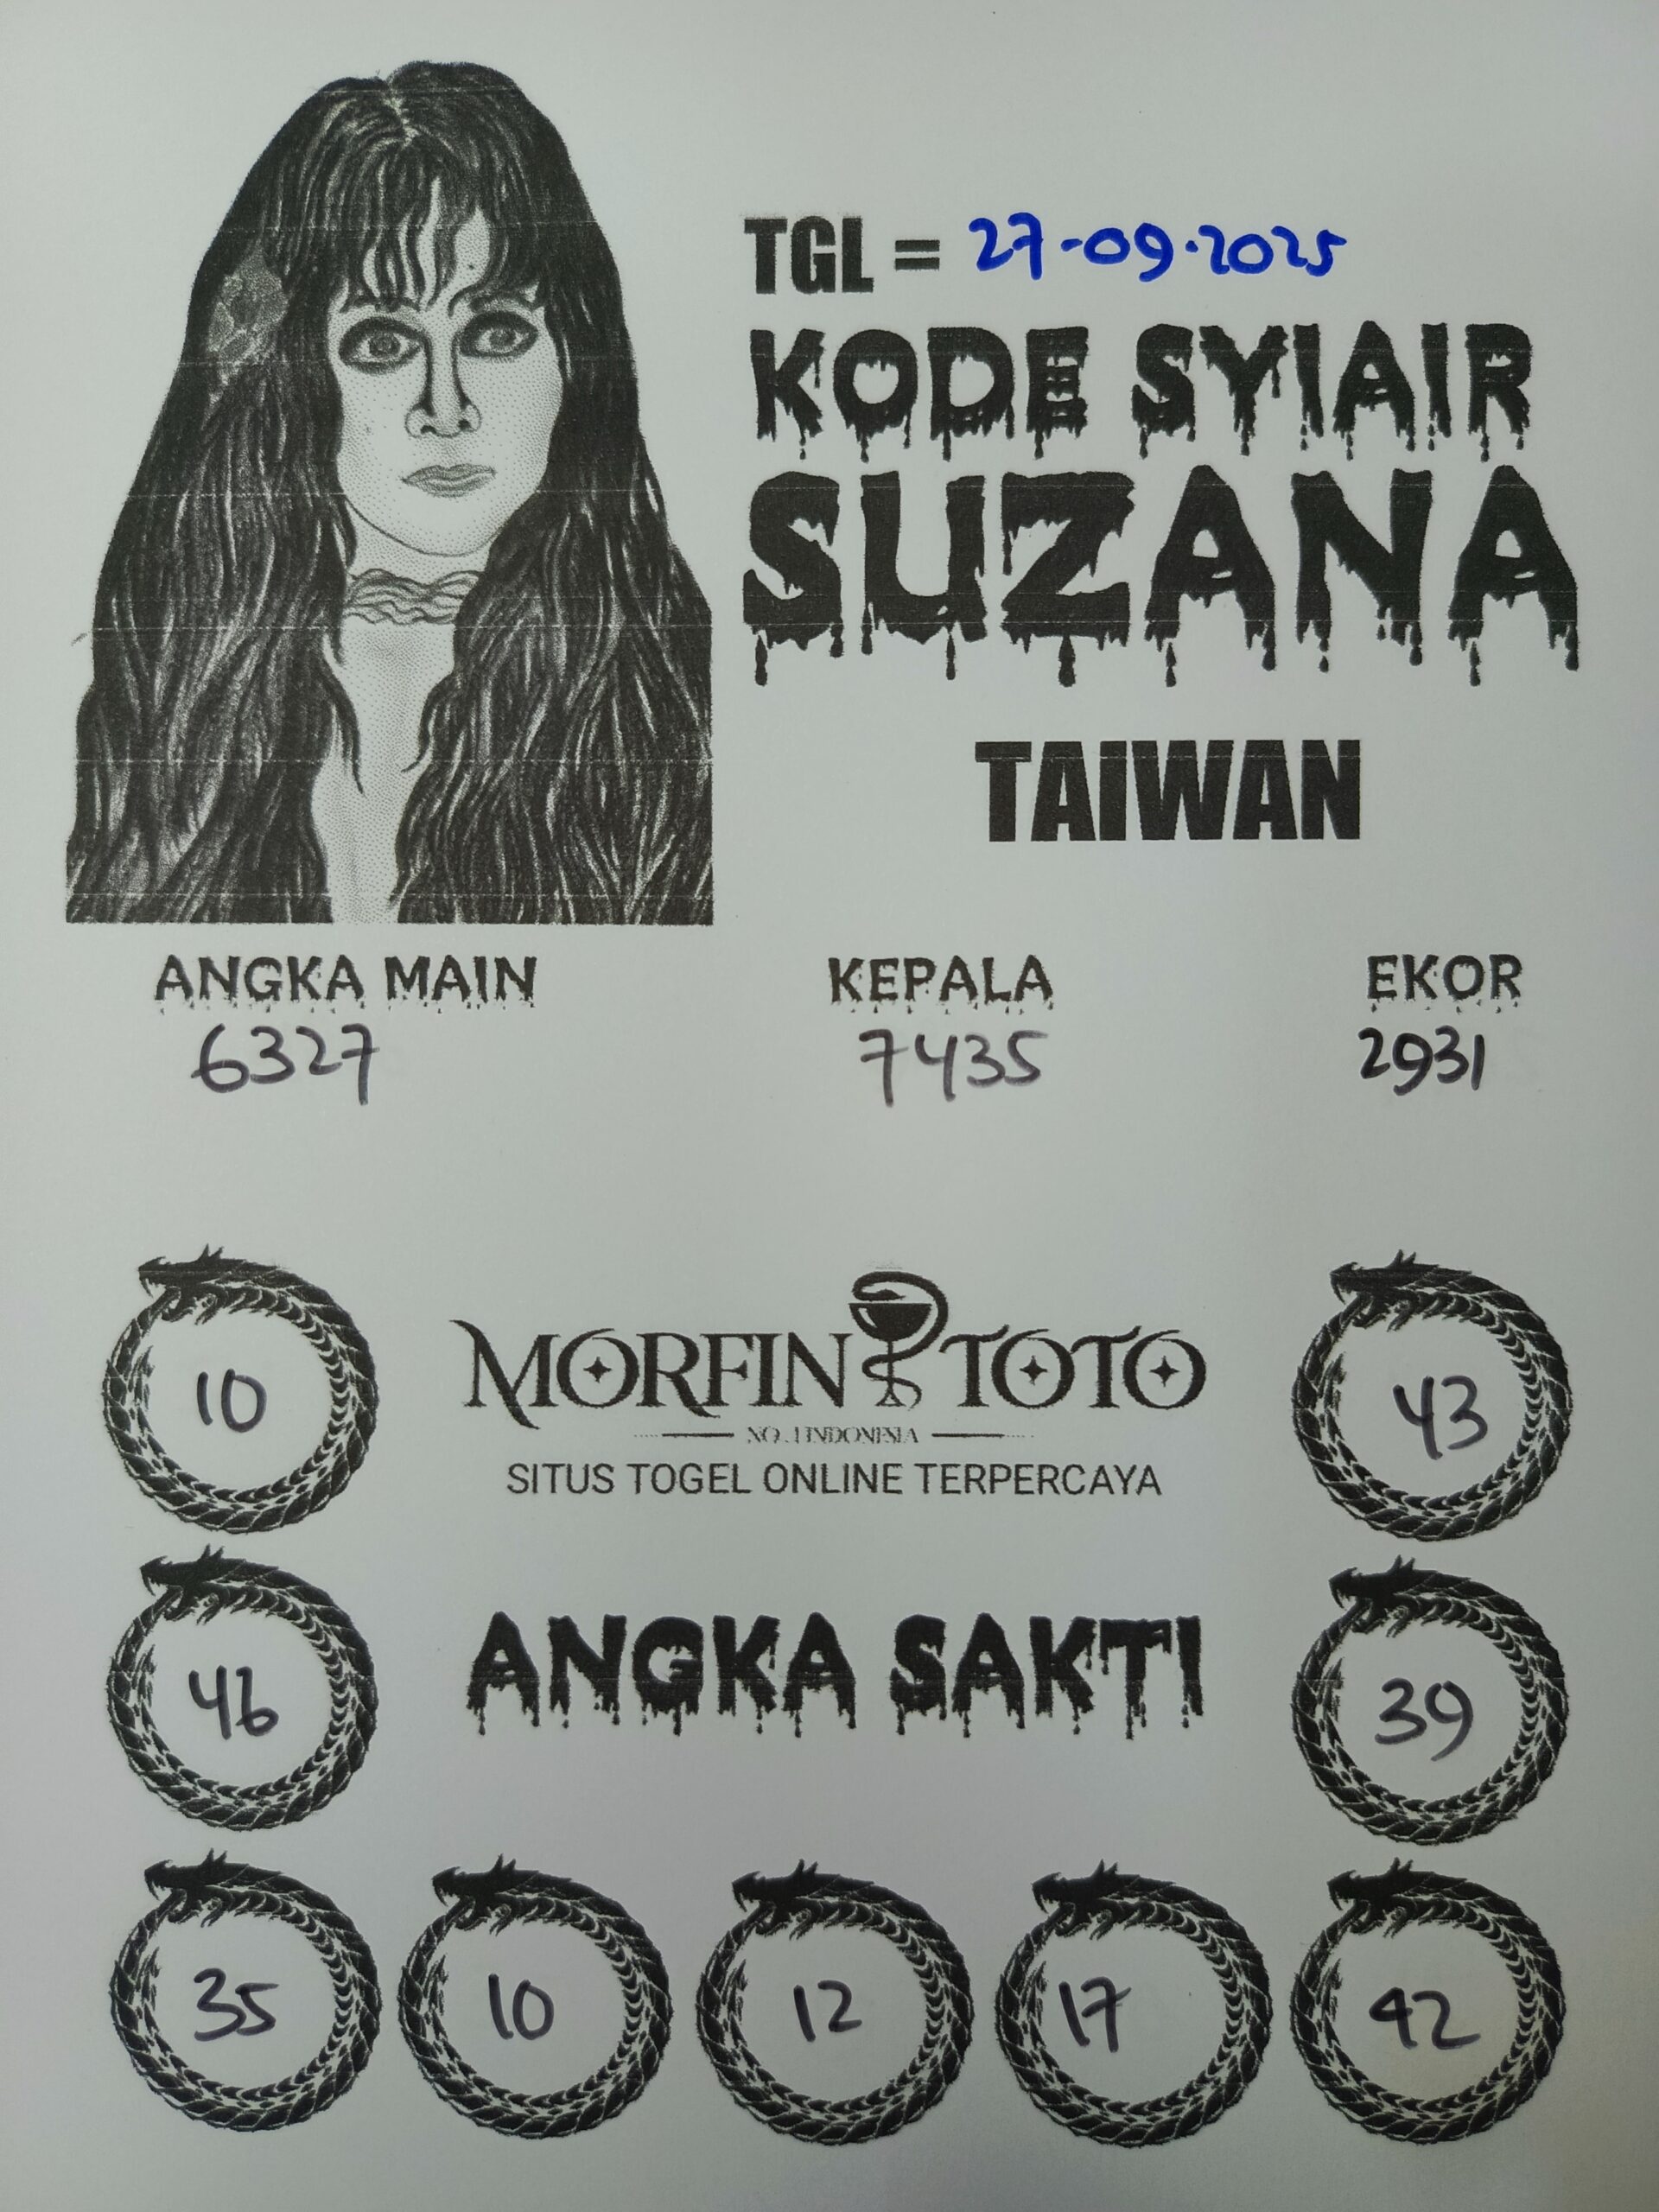 TGL = 27-09-2025
KODE SYIAIR
SUZANA
TAIWAN
ANGKA MAIN KEPALA EKOR
6327 7435 2931
10 MORFIN TOTO 43
NO.1 INDONESIA
SITUS TOGEL ONLINE TERPERCAYA
46 ANGKA SAKTI 39
35 10 12 17 42